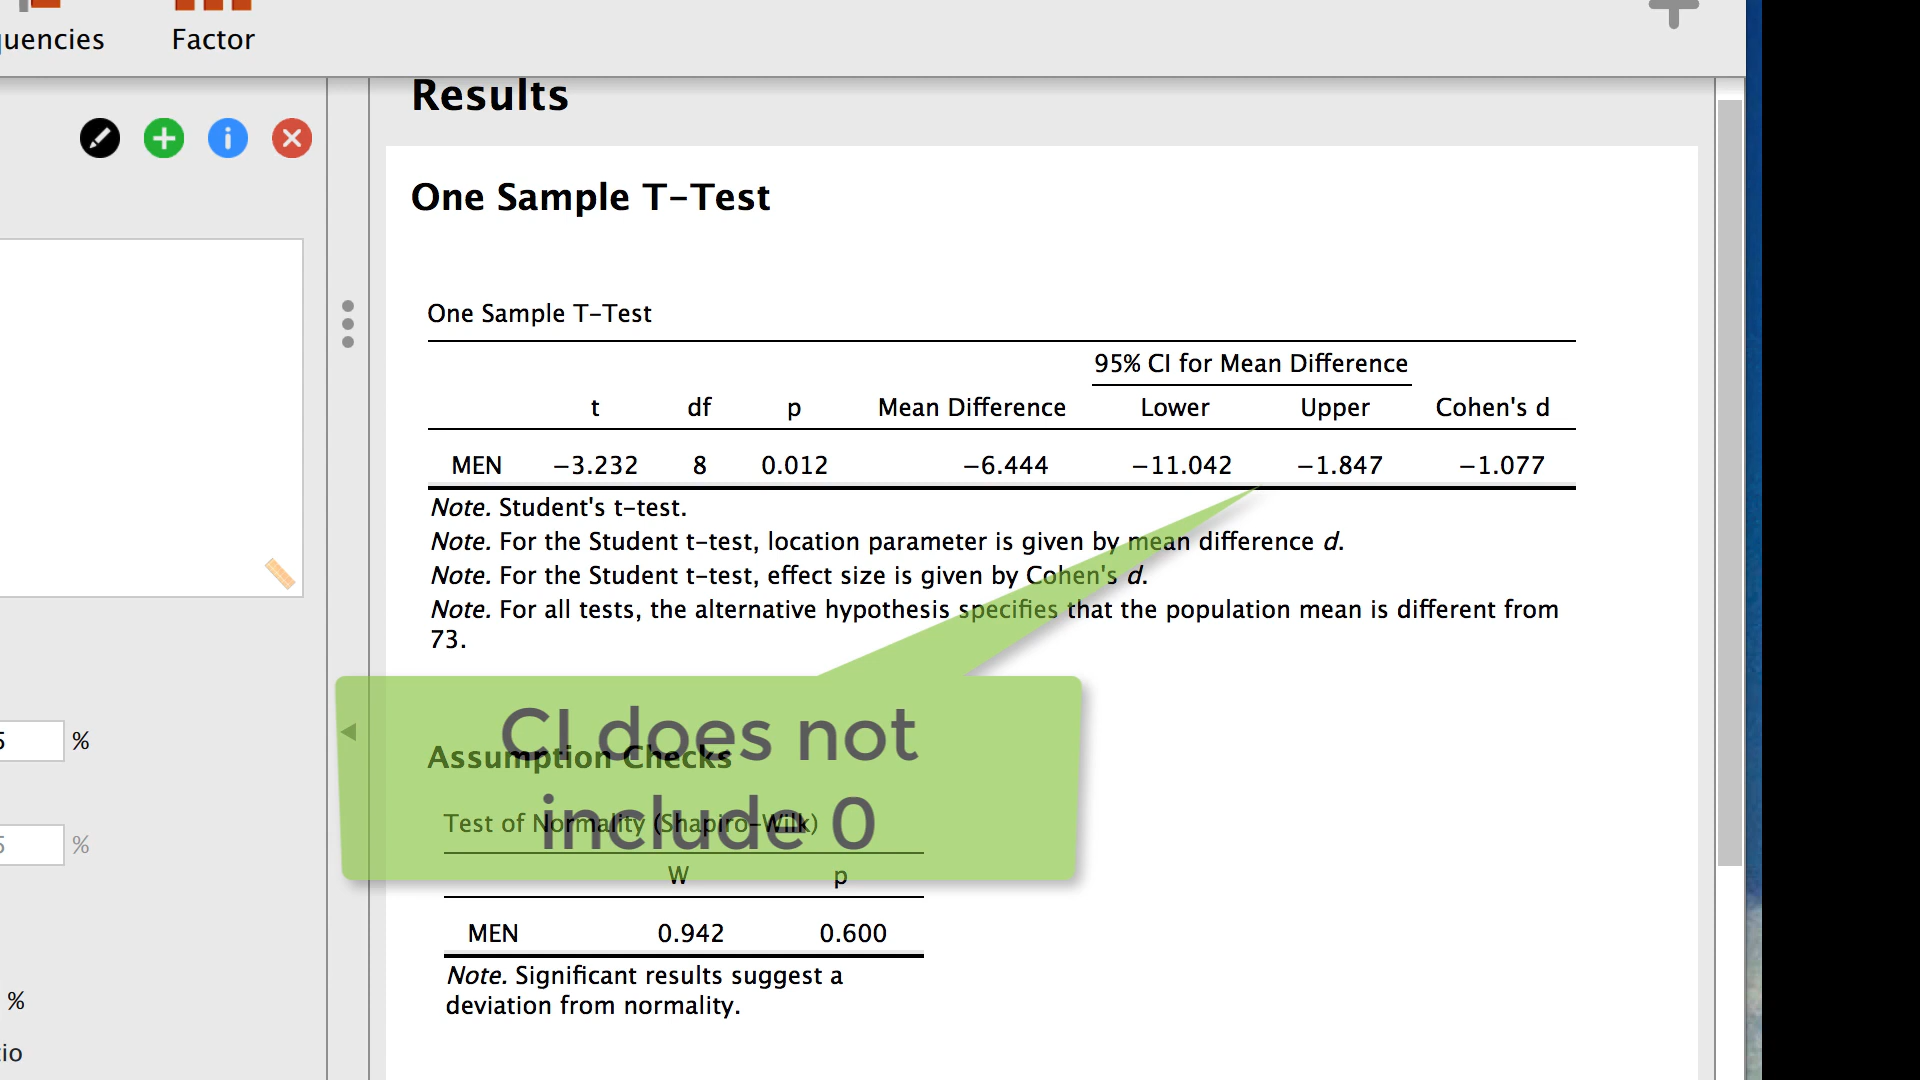 uencies Factor
Results
One Sample T-Test
One Sample T-Test
95% CI for Mean Difference
t df p Mean Difference Lower Upper Cohen's d
MEN −3.232 8 0.012 −6.444 −11.042 −1.847 −1.077
Note. Student's t-test.
Note. For the Student t-test, location parameter is given by mean difference d.
Note. For the Student t-test, effect size is given by Cohen's d.
Note. For all tests, the alternative hypothesis specifies that the population mean is different from
73.
CI does not
include 0
5 %
Assumption Checks
Test of Normality (Shapiro-Wilk)
5 %
W p
MEN 0.942 0.600
Note. Significant results suggest a
deviation from normality.
%
tio